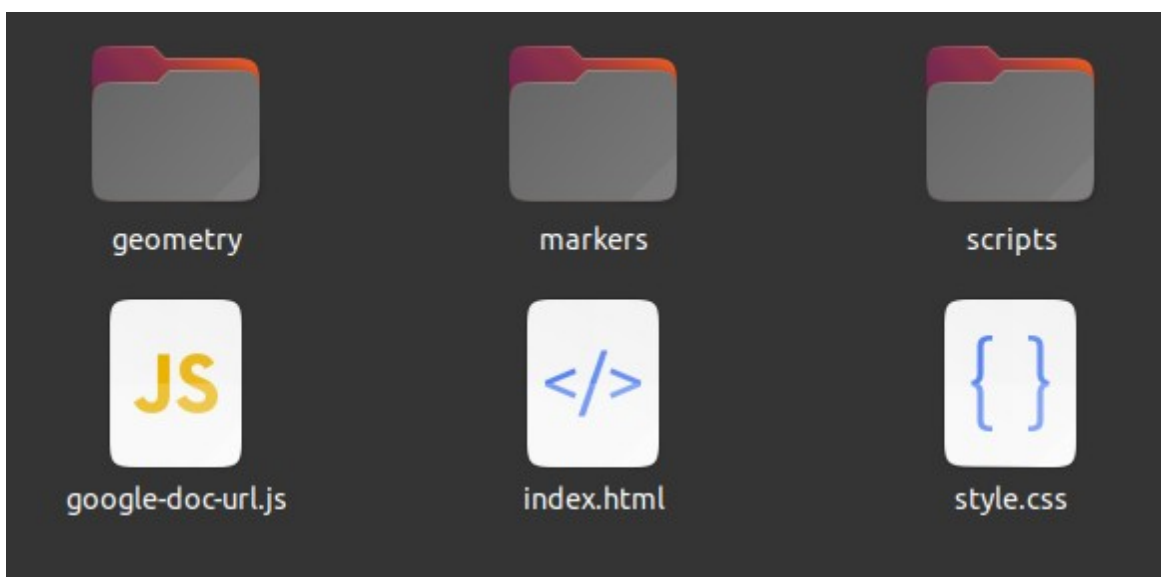 geometry
markers
scripts
JS
</>
{ }
google-doc-url.js
index.html
style.css